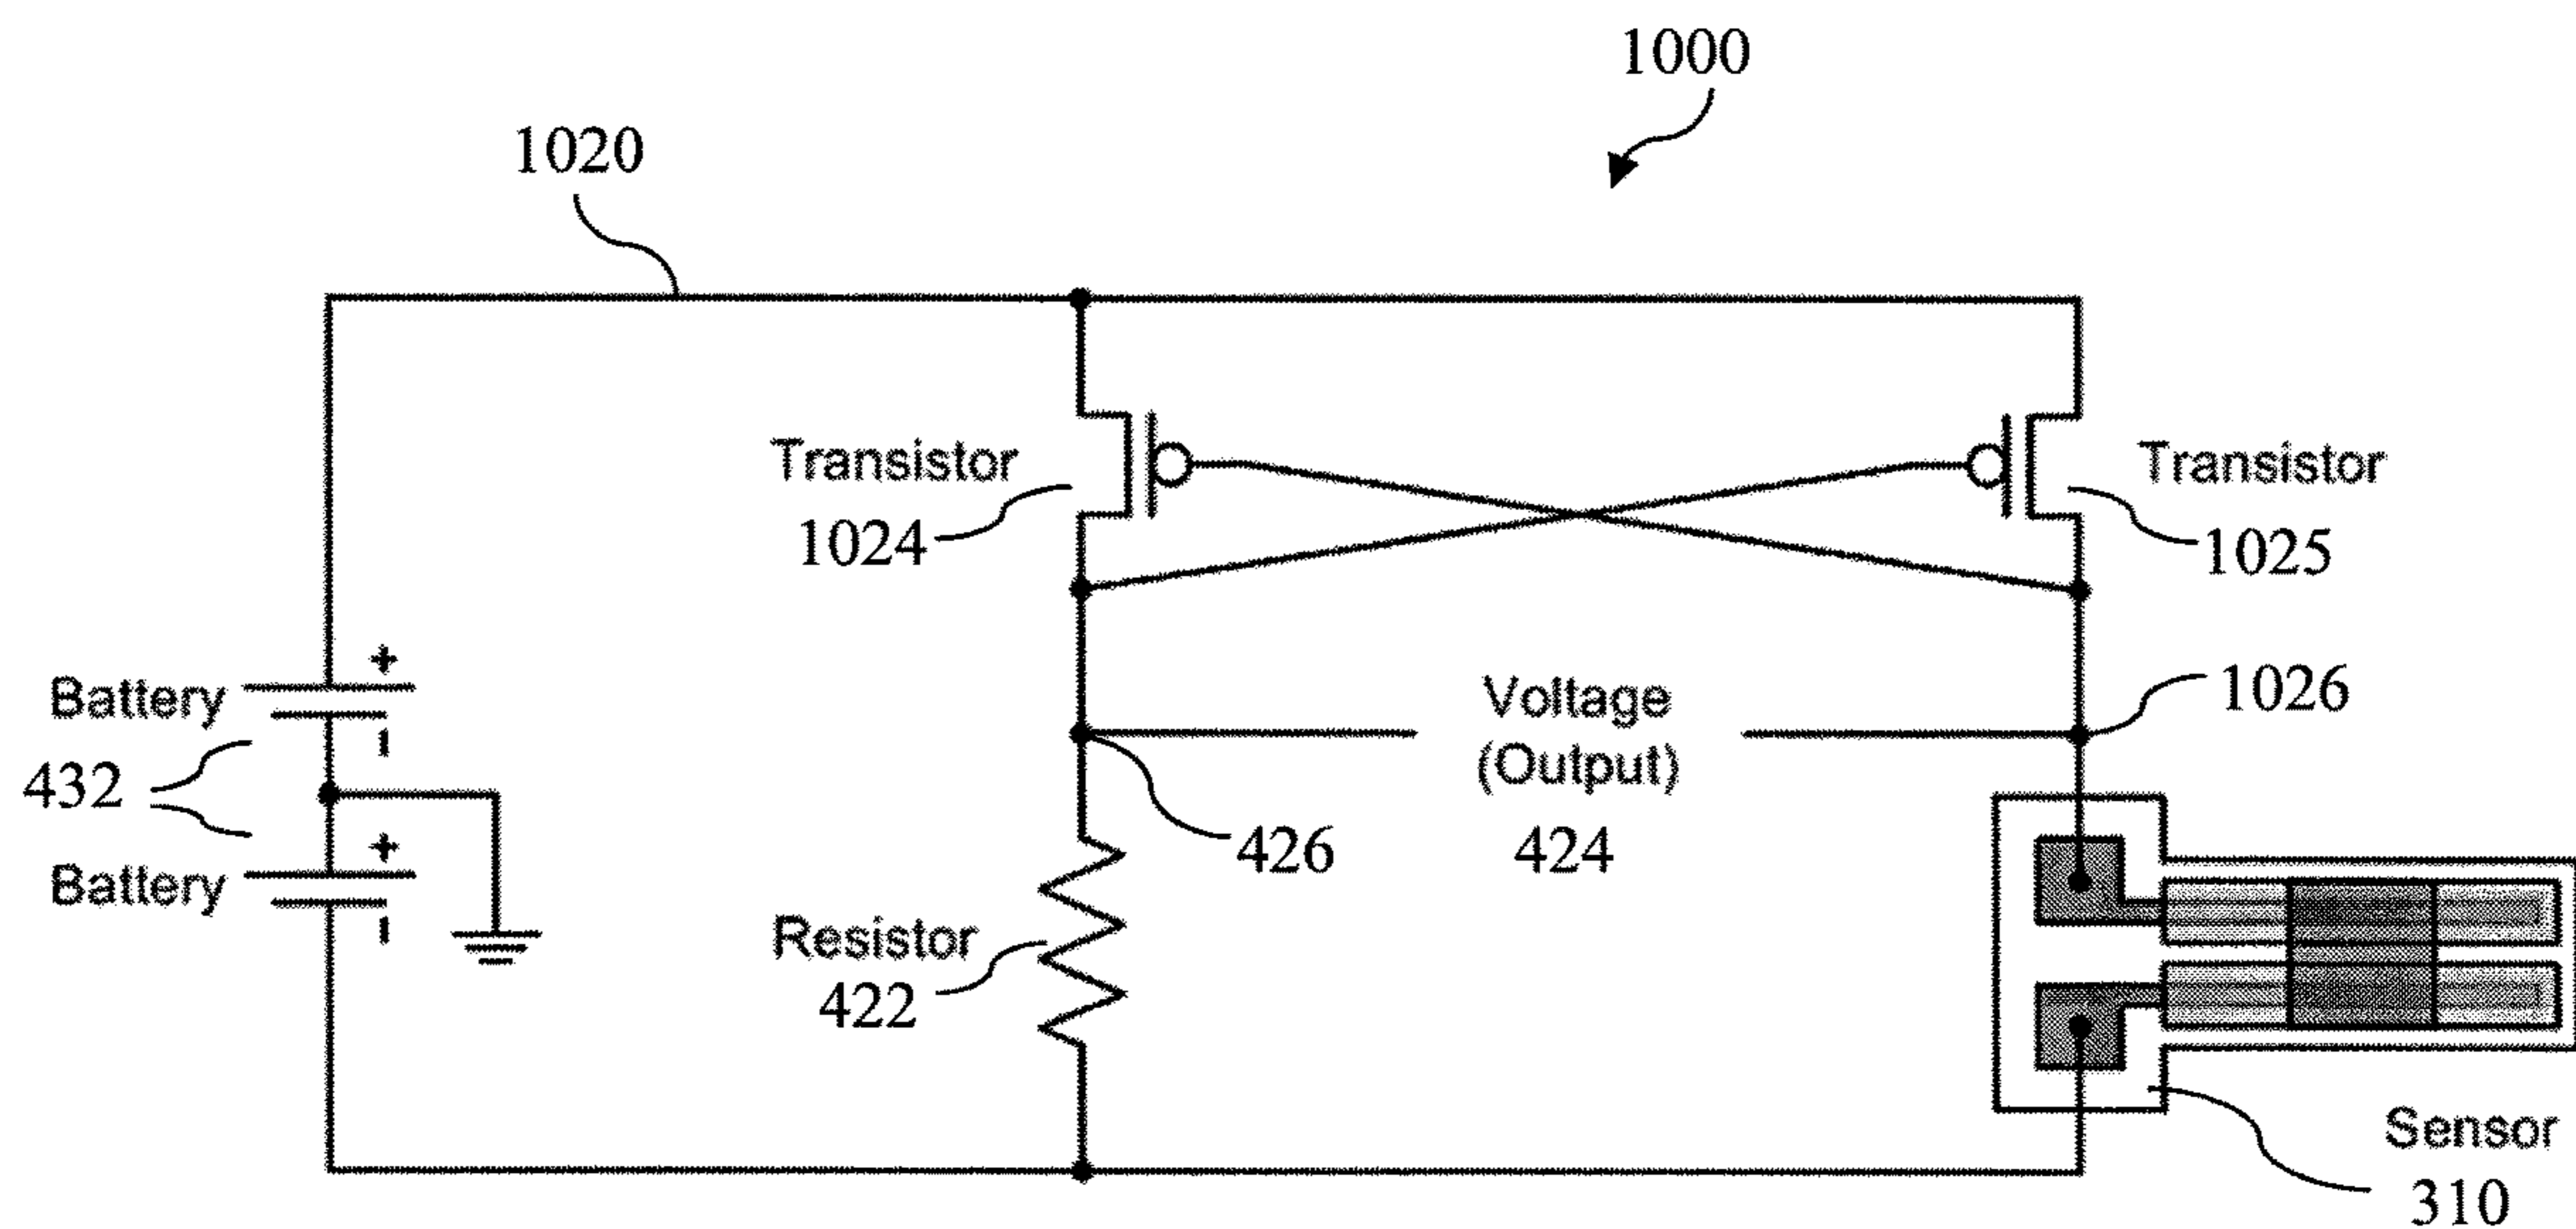 1000
1020
Transistor
1024
Transistor
1025
+
Battery
-
432
+
Battery
-
Voltage
(Output)
424
1026
426
Resistor
422
Sensor
310